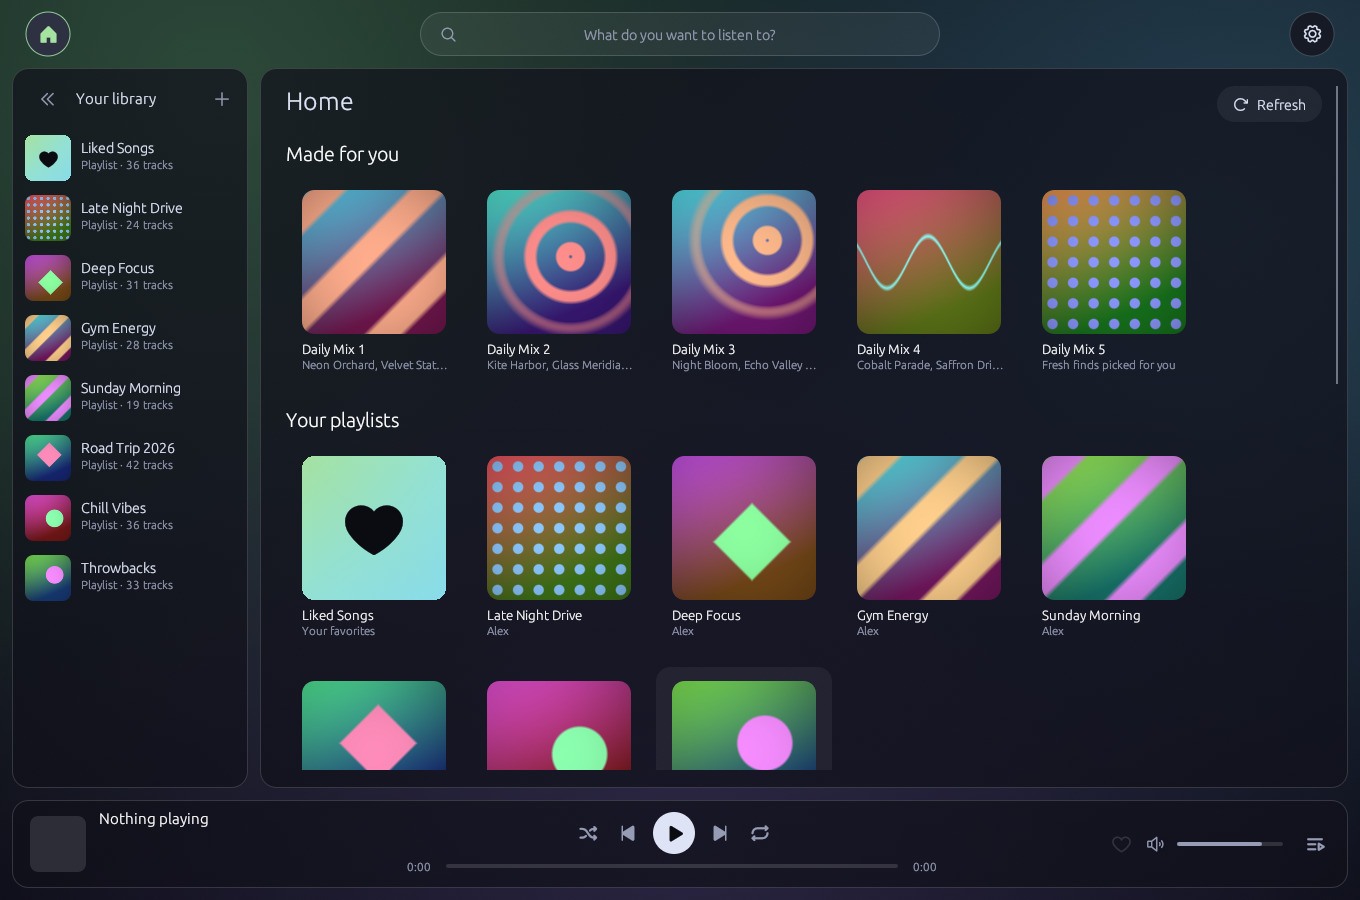 What do you want to listen to?
Your library
Liked Songs
Playlist · 36 tracks
Late Night Drive
Playlist · 24 tracks
Deep Focus
Playlist · 31 tracks
Gym Energy
Playlist · 28 tracks
Sunday Morning
Playlist · 19 tracks
Road Trip 2026
Playlist · 42 tracks
Chill Vibes
Playlist · 36 tracks
Throwbacks
Playlist · 33 tracks
Home
Refresh
Made for you
Daily Mix 1
Neon Orchard, Velvet Stat…
Daily Mix 2
Kite Harbor, Glass Meridia…
Daily Mix 3
Night Bloom, Echo Valley …
Daily Mix 4
Cobalt Parade, Saffron Dri…
Daily Mix 5
Fresh finds picked for you
Your playlists
Liked Songs
Your favorites
Late Night Drive
Alex
Deep Focus
Alex
Gym Energy
Alex
Sunday Morning
Alex
Nothing playing
0:00
0:00